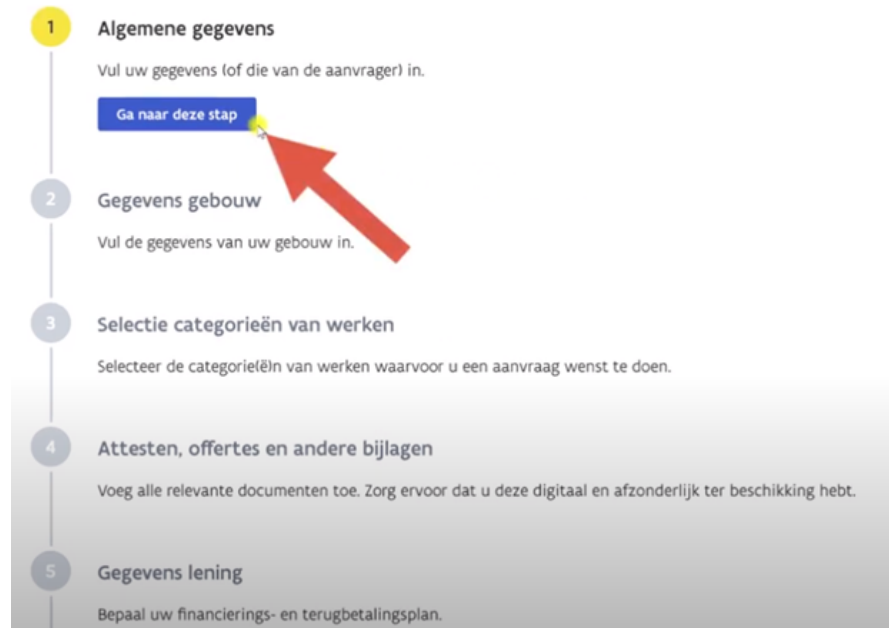 1
Algemene gegevens
Vul uw gegevens (of die van de aanvrager) in.
Ga naar deze stap
2
Gegevens gebouw
Vul de gegevens van uw gebouw in.
3
Selectie categorieën van werken
Selecteer de categorie(ë)n van werken waarvoor u een aanvraag wenst te doen.
4
Attesten, offertes en andere bijlagen
Voeg alle relevante documenten toe. Zorg ervoor dat u deze digitaal en afzonderlijk ter beschikking hebt.
5
Gegevens lening
Bepaal uw financierings- en terugbetalingsplan.